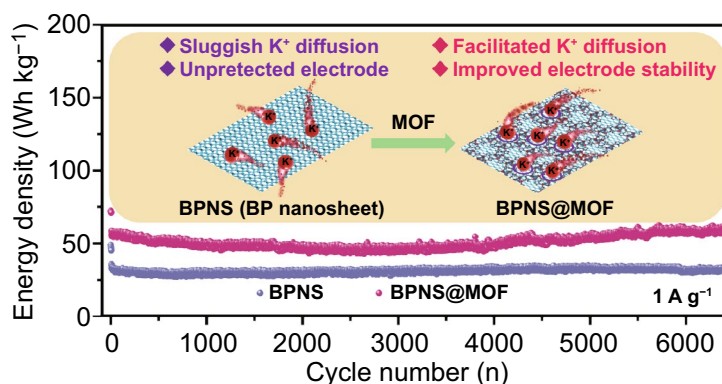 Energy density (Wh kg⁻¹)
200
150
100
50
0
◆ Sluggish K⁺ diffusion
◆ Unpretected electrode
◆ Facilitated K⁺ diffusion
◆ Improved electrode stability
K⁺ K⁺ K⁺ K⁺ K⁺
MOF
K⁺ K⁺ K⁺ K⁺ K⁺ K⁺
BPNS (BP nanosheet)
BPNS@MOF
BPNS
BPNS@MOF
1 A g⁻¹
0 1000 2000 3000 4000 5000 6000
Cycle number (n)